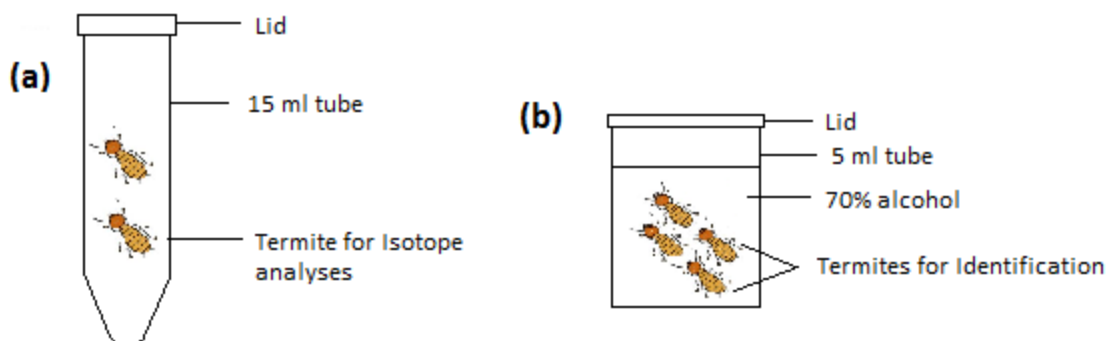 (a)
Lid
15 ml tube
Termite for Isotope
analyses
(b)
Lid
5 ml tube
70% alcohol
Termites for Identification